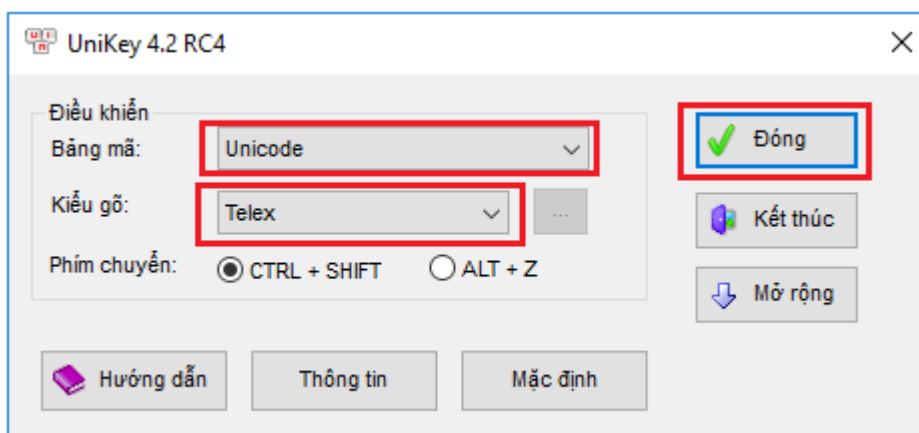 UniKey 4.2 RC4
Điều khiển
Bảng mã: Unicode
Đóng
Kiểu gõ: Telex ...
Kết thúc
Phím chuyển: CTRL + SHIFT ALT + Z
Mở rộng
Hướng dẫn Thông tin Mặc định